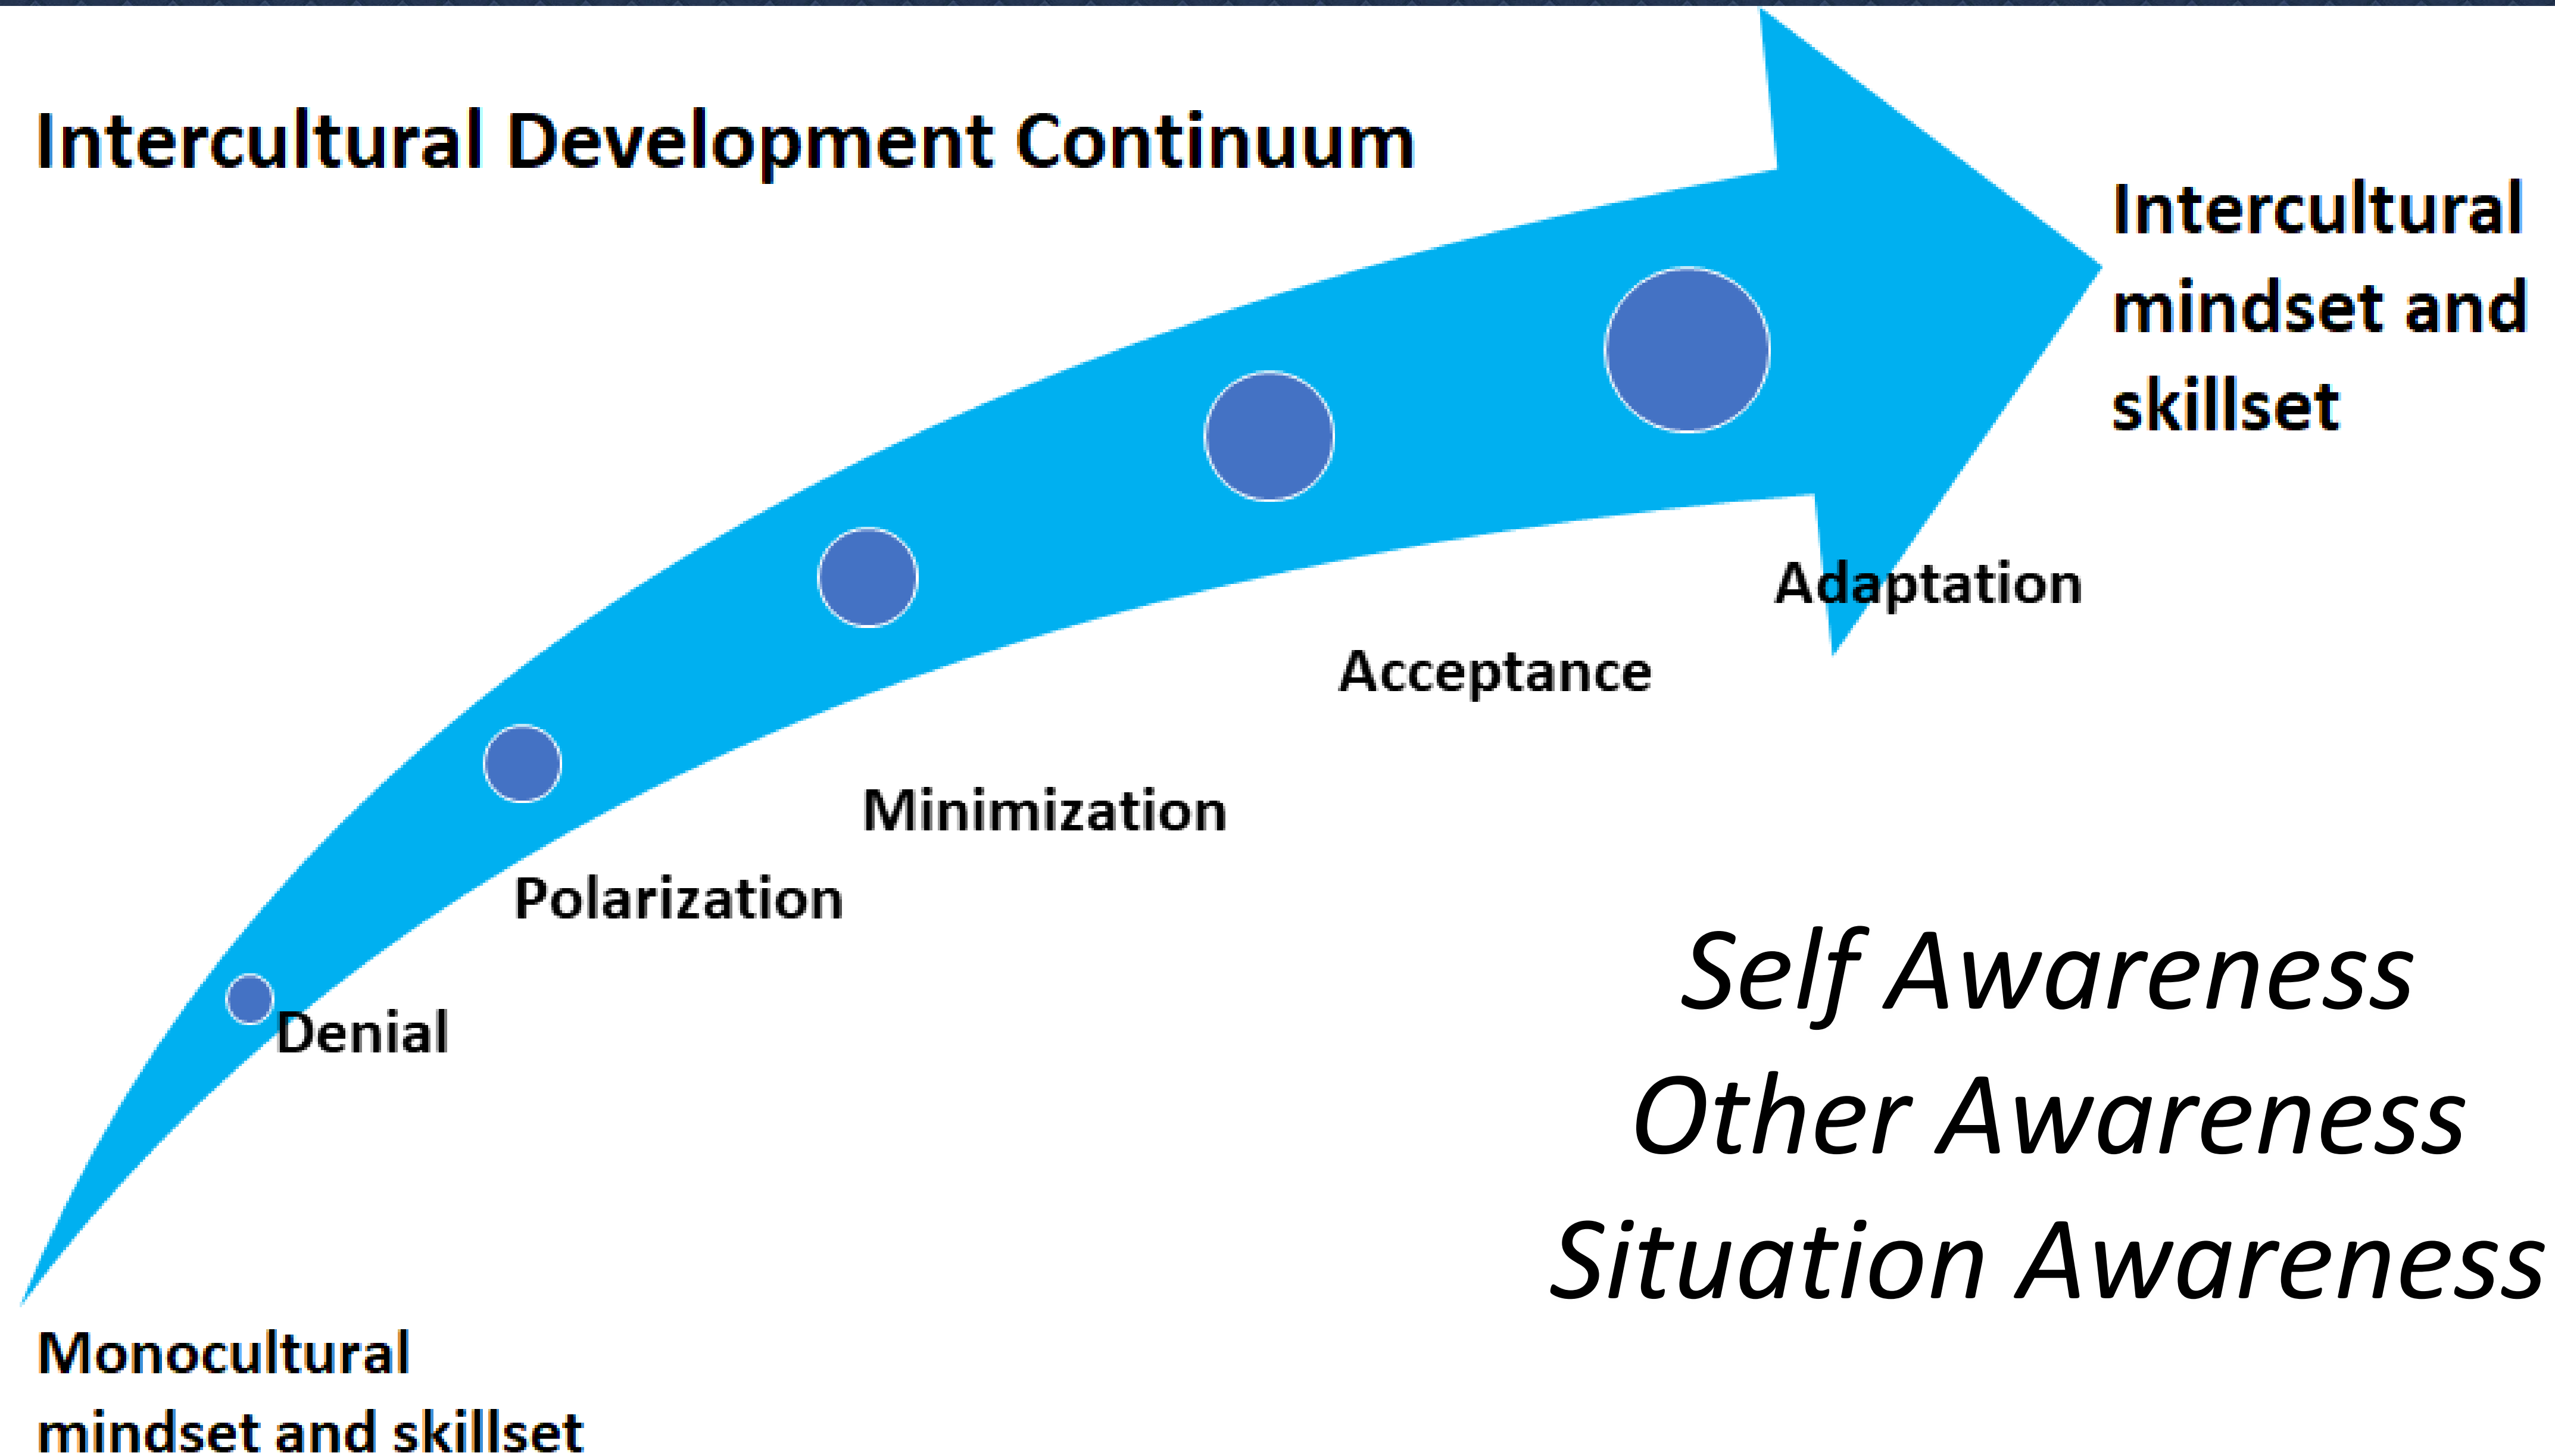 Intercultural Development Continuum
Intercultural
mindset and
skillset
Adaptation
Acceptance
Minimization
Polarization
Denial
Self Awareness
Other Awareness
Situation Awareness
Monocultural
mindset and skillset